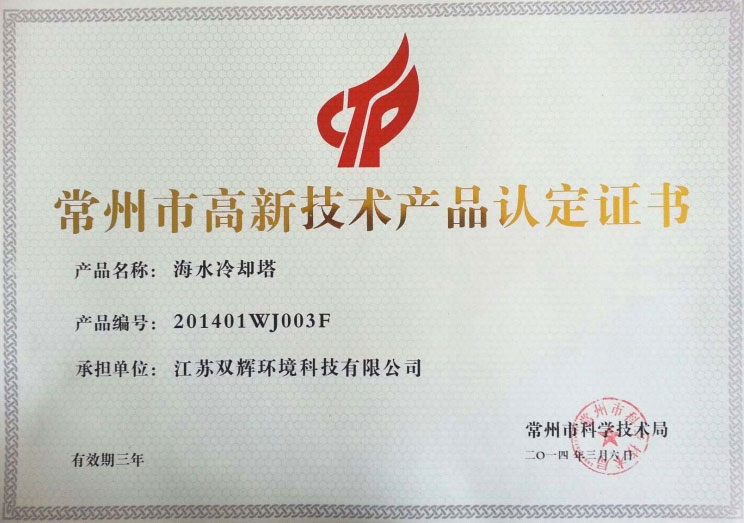 常州市高新技术产品认定证书
产品名称：海水冷却塔
产品编号：201401WJ003F
承担单位：江苏双辉环境科技有限公司
常州市科学技术局
二〇一四年三月六日
有效期三年